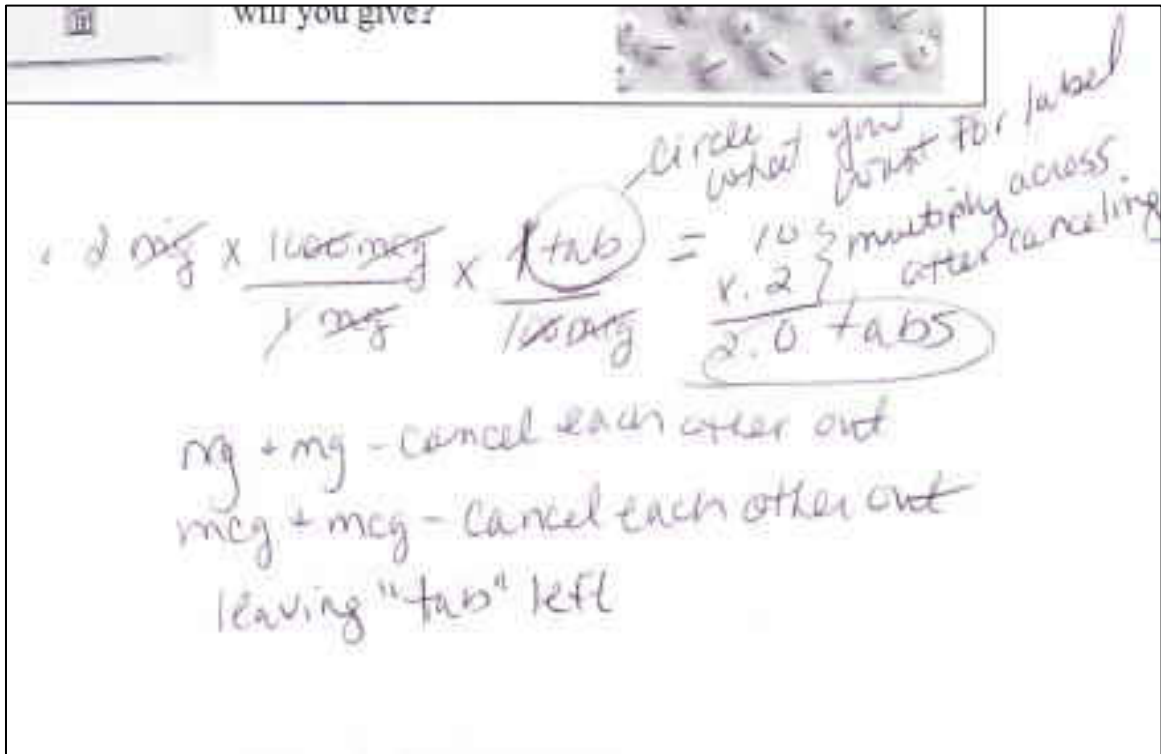 will you give?
circle
what you
want for label
.2 mg x 1000 mcg x 1 tab = 10 } multiply across
1 mg 100 mcg x.2 } after canceling
2.0 tabs
mg + mg - cancel each other out
mcg + mcg - cancel each other out
leaving "tab" left